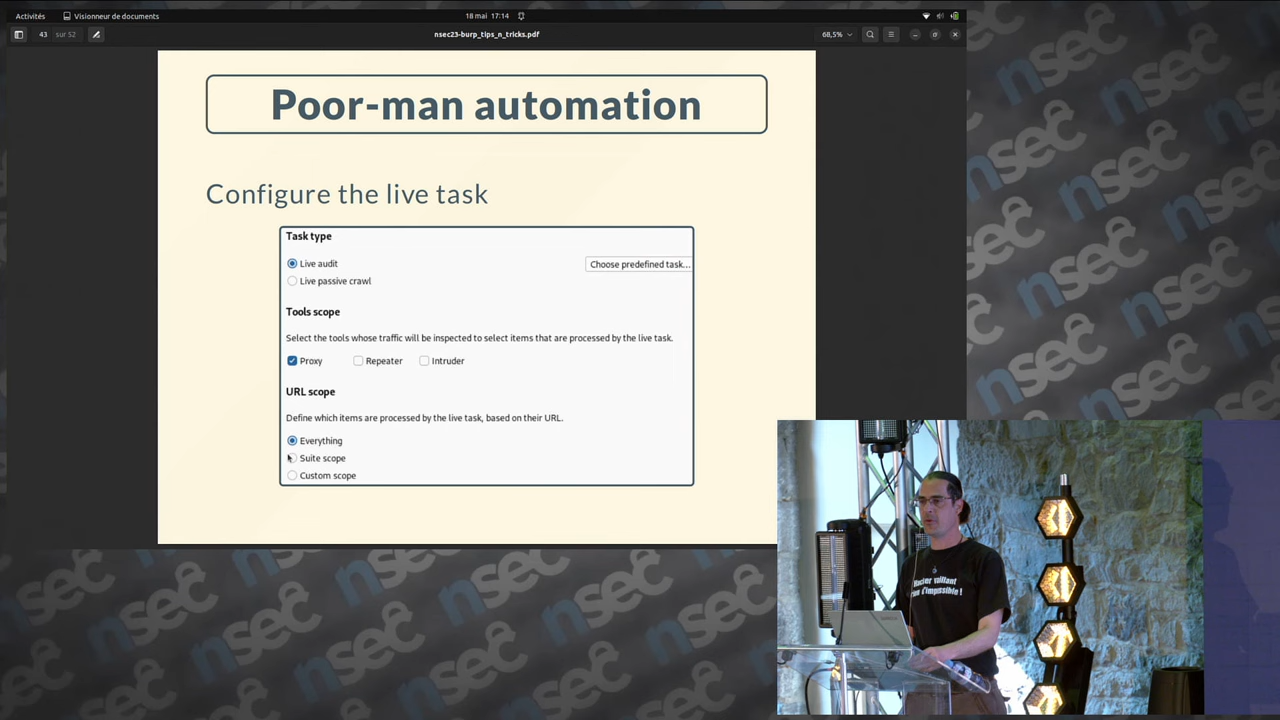 Activités Visionneur de documents 18 mai 17:14
43 sur 52 nsec23-burp_tips_n_tricks.pdf 68,5%
Poor-man automation
Configure the live task
Task type
Live audit Choose predefined task...
Live passive crawl
Tools scope
Select the tools whose traffic will be inspected to select items that are processed by the live task.
Proxy Repeater Intruder
URL scope
Define which items are processed by the live task, based on their URL.
Everything
Suite scope
Custom scope
nsec
vaillant
d'impossible !